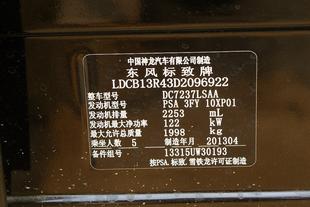 中国神龙汽车有限公司制造
东风标致牌
LDCB13R43D2096922
整车型号 DC7237LSAA
发动机型号 PSA 3FY 10XP01
发动机排量 2253 mL
发动机最大净功率 122 kW
最大允许总质量 1998 kg
乘坐人数 5 制造年月 201304
备件组号 13315UW30193
按PSA.标致.雪铁龙许可证制造